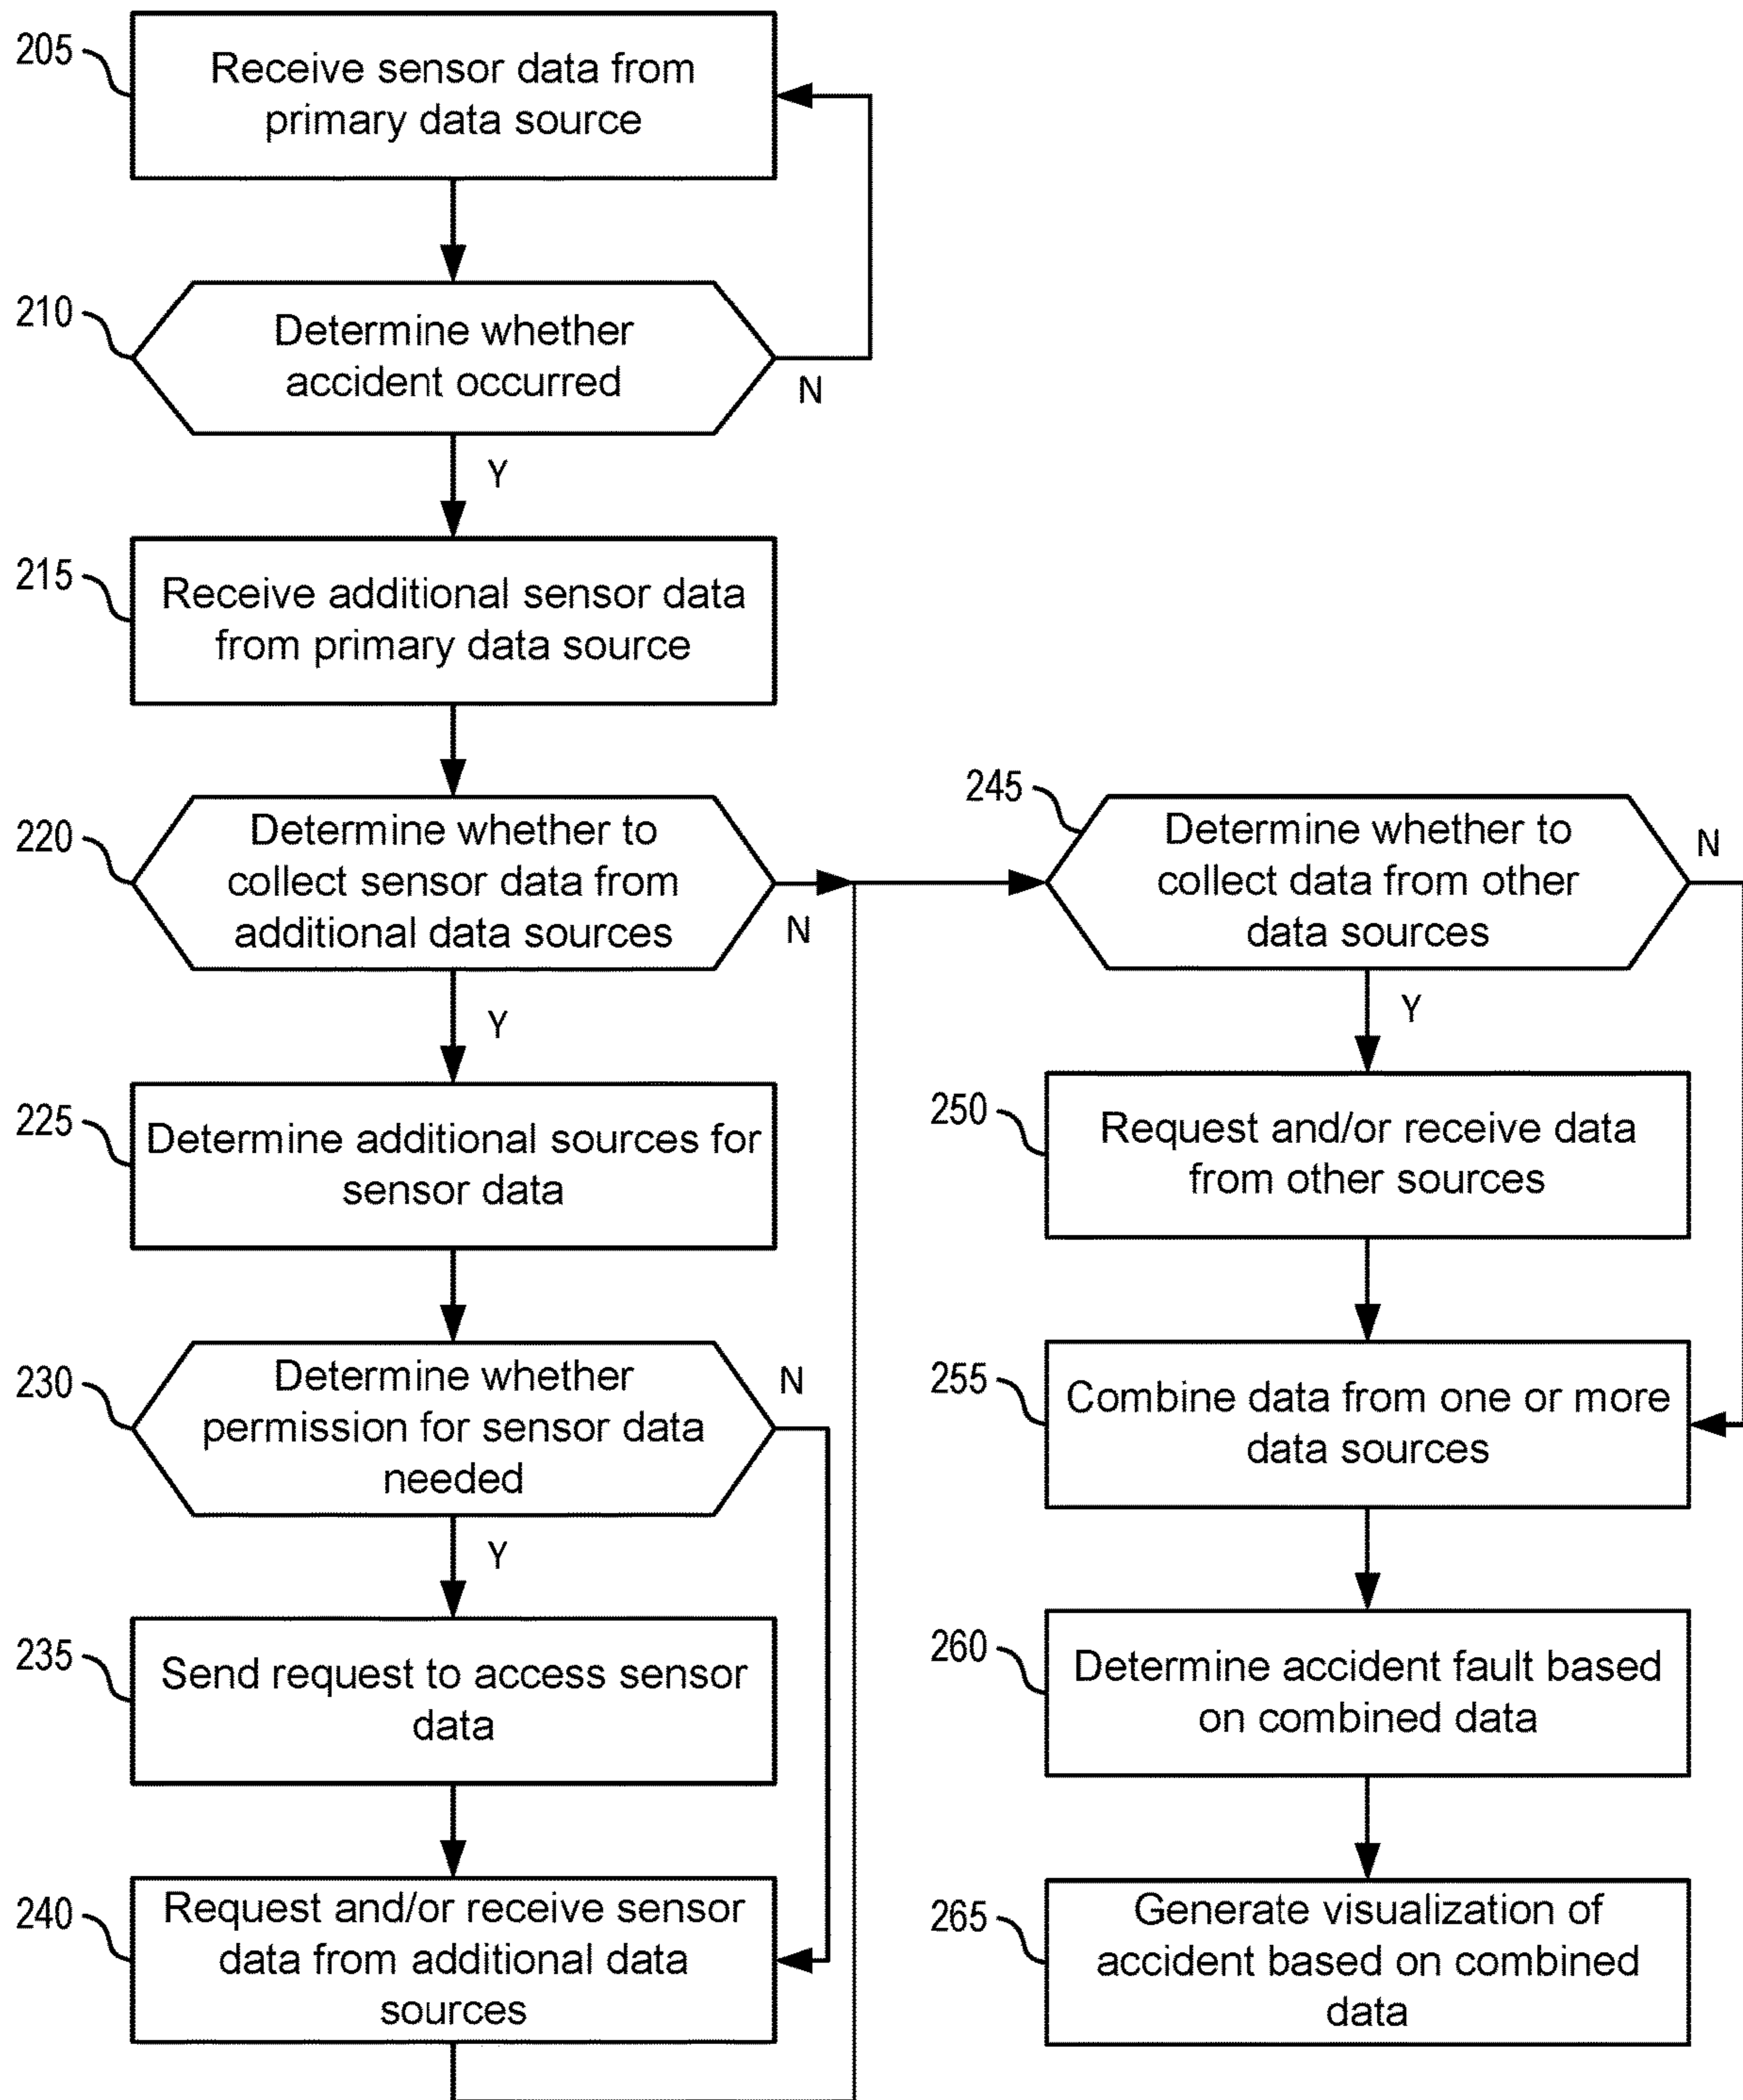 205
Receive sensor data from
primary data source
210
Determine whether
accident occurred
N
Y
215
Receive additional sensor data
from primary data source
220
Determine whether to
collect sensor data from
additional data sources
N
Y
225
Determine additional sources for
sensor data
230
Determine whether
permission for sensor data
needed
N
Y
235
Send request to access sensor
data
240
Request and/or receive sensor
data from additional data
sources
245
Determine whether to
collect data from other
data sources
N
Y
250
Request and/or receive data
from other sources
255
Combine data from one or more
data sources
260
Determine accident fault based
on combined data
265
Generate visualization of
accident based on combined
data